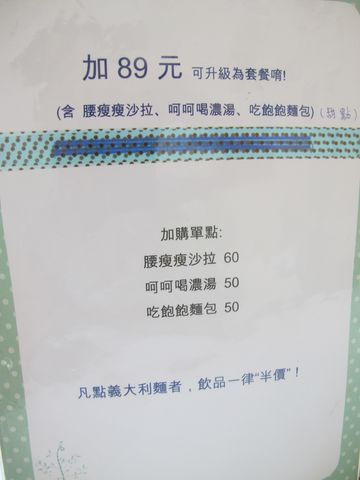 加 89 元 可升級為套餐唷!
(含 腰瘦瘦沙拉、呵呵喝濃湯、吃飽飽麵包)(甜點)
加購單點:
腰瘦瘦沙拉 60
呵呵喝濃湯 50
吃飽飽麵包 50
凡點義大利麵者，飲品一律“半價”！